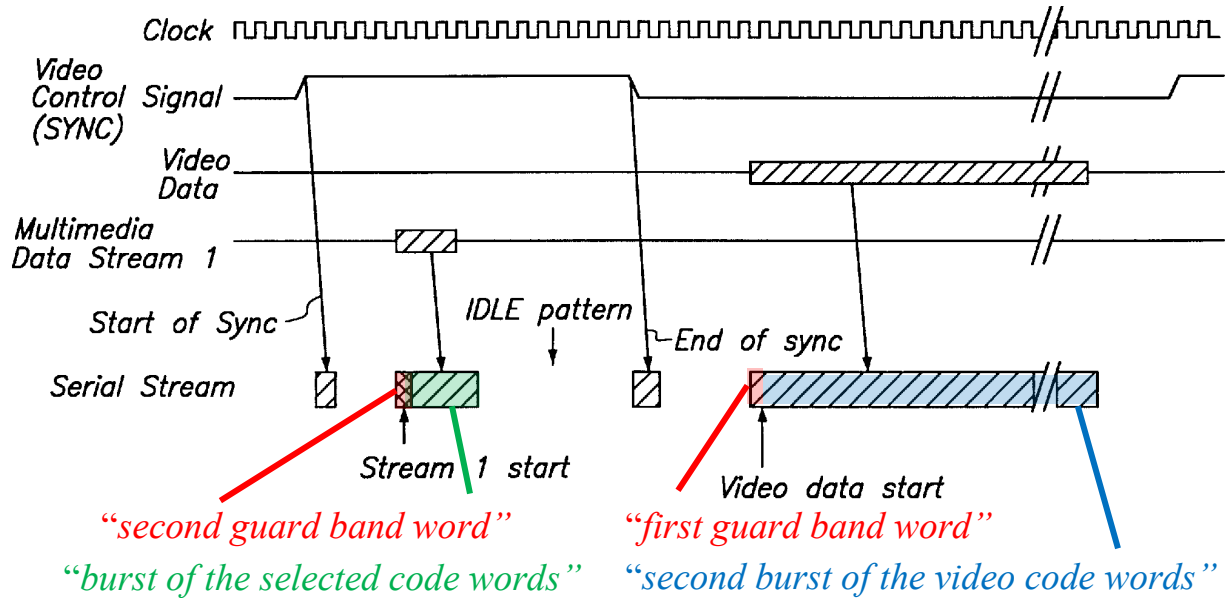 Clock
Video
Control Signal
(SYNC)
Video
Data
Multimedia
Data Stream 1
Start of Sync
IDLE pattern
End of sync
Serial Stream
Stream 1 start
Video data start
“second guard band word”
“first guard band word”
“burst of the selected code words”
“second burst of the video code words”